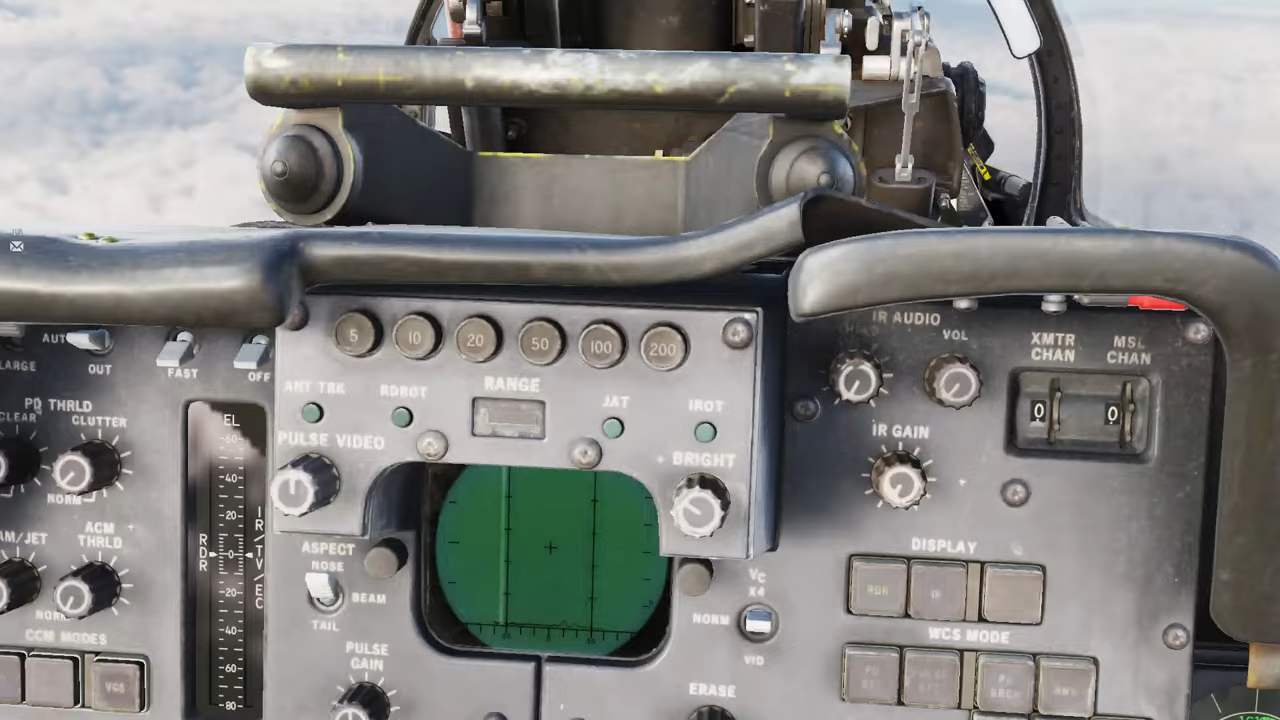 5 10 20 50 100 200
IR AUDIO
VOL
XMTR CHAN
MSL CHAN
0 0
AUTO
OUT
FAST
OFF
LARGE
ANT TRK
RDROT
RANGE
JAT
IROT
PD THRLD
CLEAR
CLUTTER
NORM
EL
PULSE VIDEO
BRIGHT
IR GAIN
-60-
-40-
-20-
-0-
-20-
-40-
-60-
-80
RDR
IR/TV/EC
AM/JET
ACM THRLD
NORM
CCM MODES
VGS
ASPECT
NOSE
BEAM
TAIL
PULSE GAIN
VC X4
NORM
VID
ERASE
DISPLAY
RDR
IR
WCS MODE